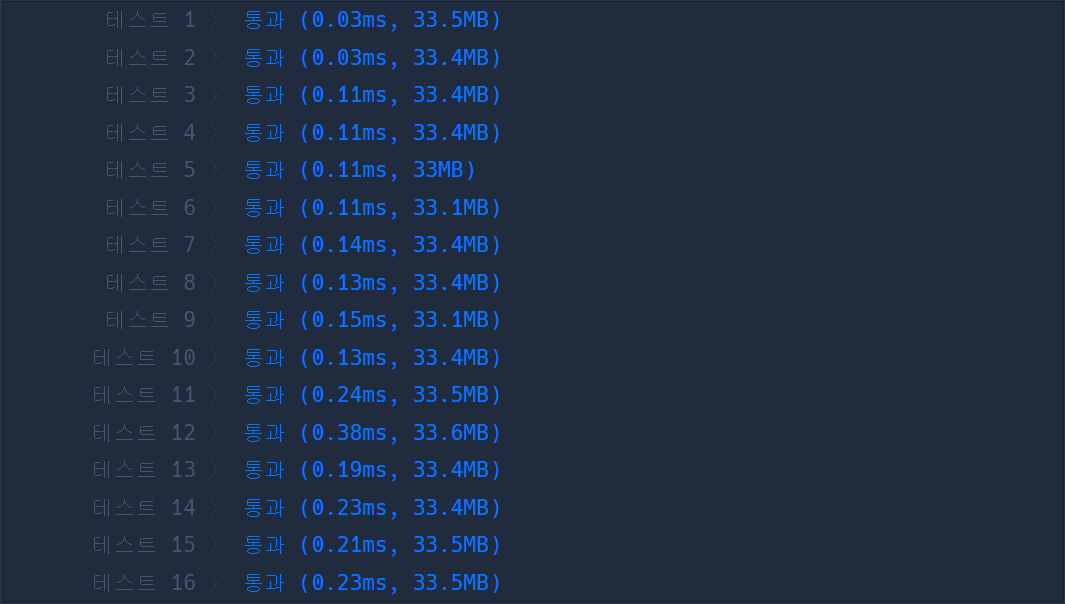 테스트 1 〉 통과 (0.03ms, 33.5MB)
테스트 2 〉 통과 (0.03ms, 33.4MB)
테스트 3 〉 통과 (0.11ms, 33.4MB)
테스트 4 〉 통과 (0.11ms, 33.4MB)
테스트 5 〉 통과 (0.11ms, 33MB)
테스트 6 〉 통과 (0.11ms, 33.1MB)
테스트 7 〉 통과 (0.14ms, 33.4MB)
테스트 8 〉 통과 (0.13ms, 33.4MB)
테스트 9 〉 통과 (0.15ms, 33.1MB)
테스트 10 〉 통과 (0.13ms, 33.4MB)
테스트 11 〉 통과 (0.24ms, 33.5MB)
테스트 12 〉 통과 (0.38ms, 33.6MB)
테스트 13 〉 통과 (0.19ms, 33.4MB)
테스트 14 〉 통과 (0.23ms, 33.4MB)
테스트 15 〉 통과 (0.21ms, 33.5MB)
테스트 16 〉 통과 (0.23ms, 33.5MB)